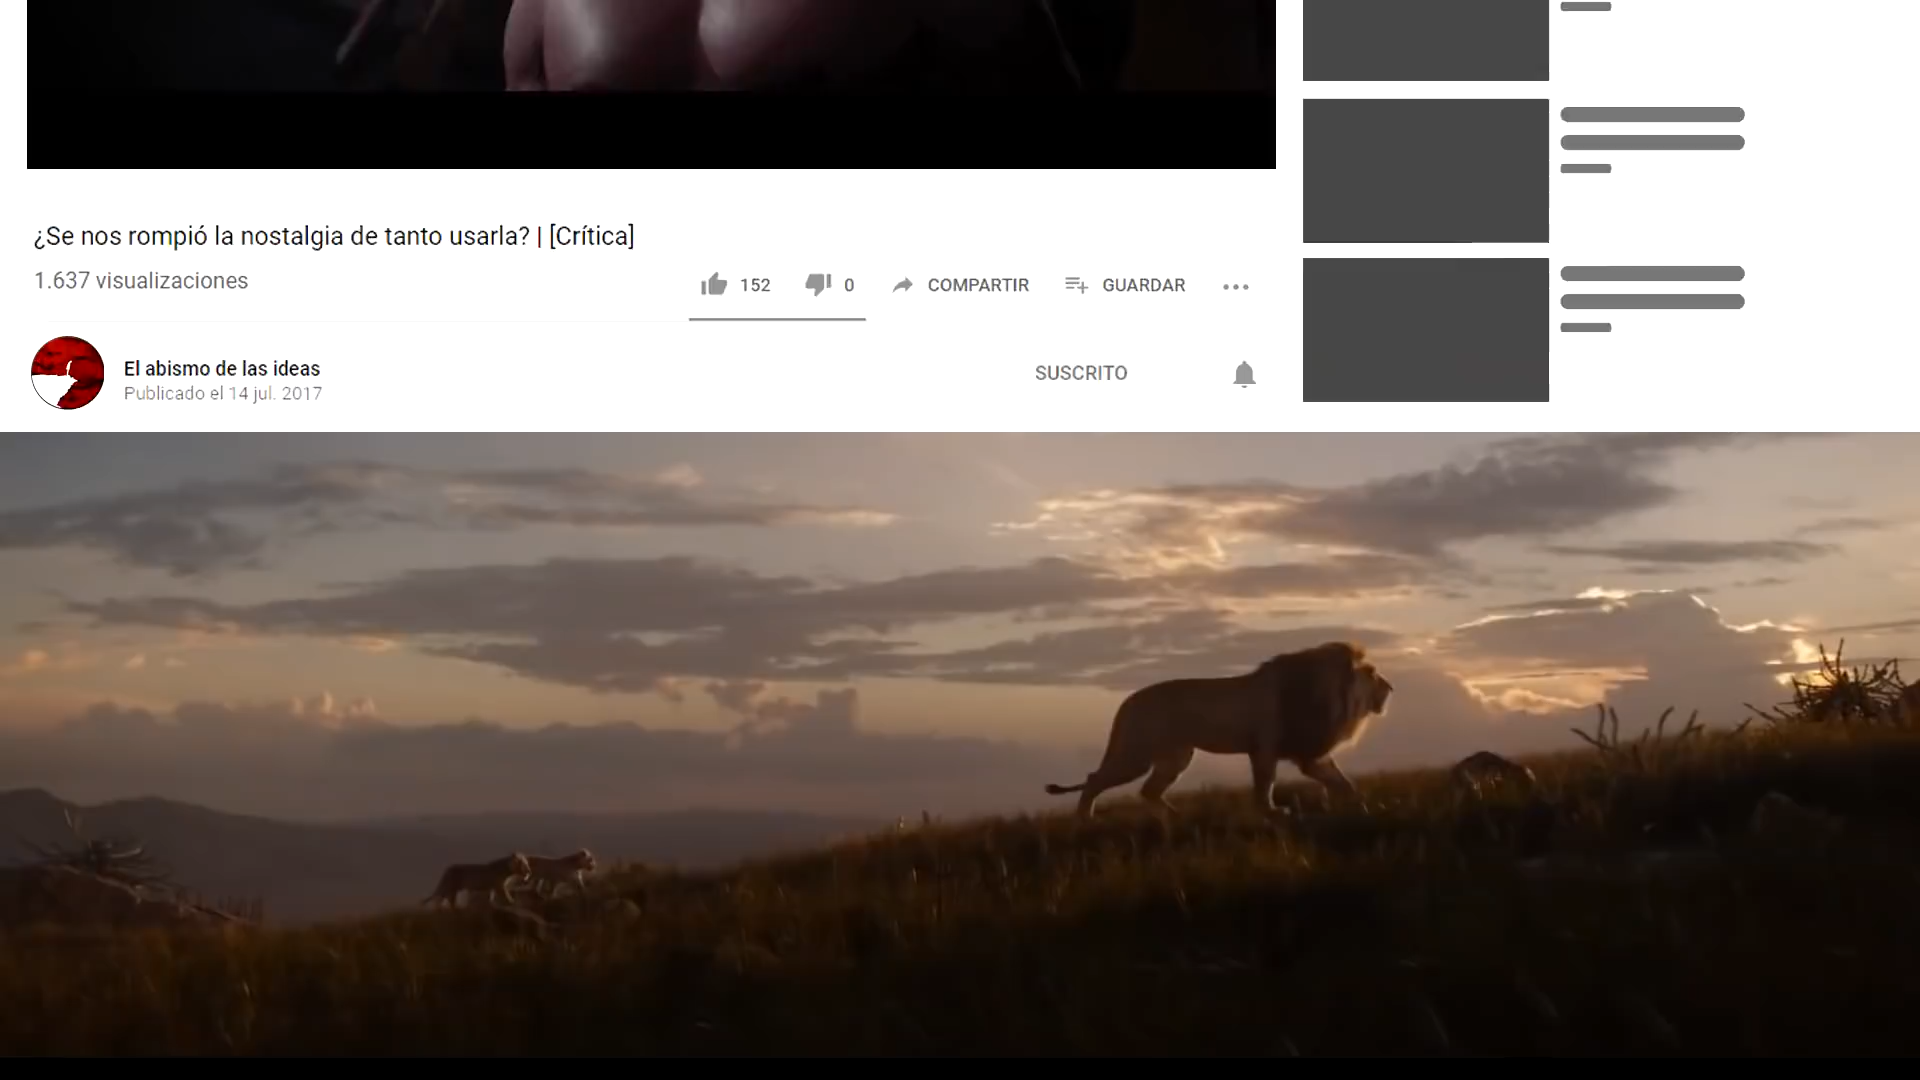 ¿Se nos rompió la nostalgia de tanto usarla? | [Crítica]
1.637 visualizaciones
152 0 COMPARTIR GUARDAR
El abismo de las ideas
Publicado el 14 jul. 2017
SUSCRITO